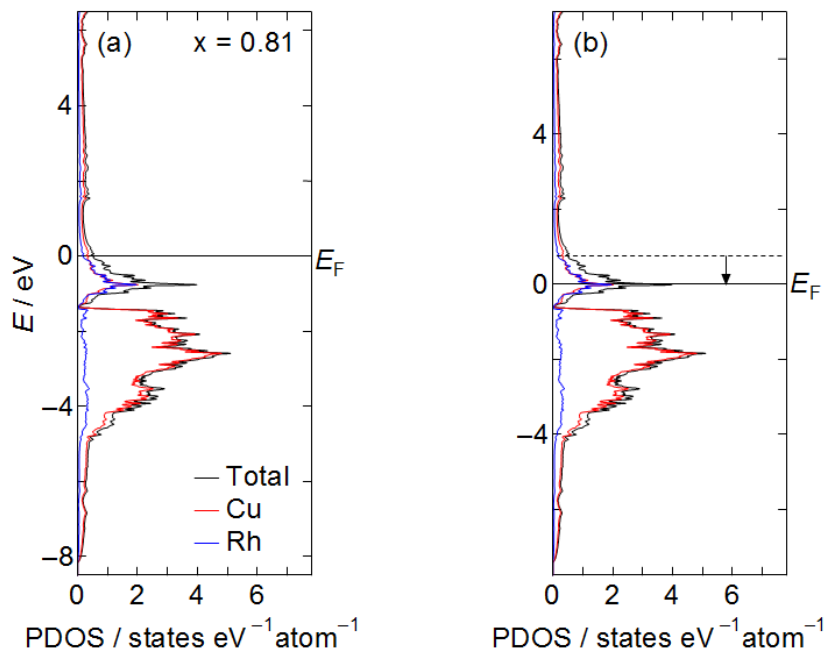 (a) x = 0.81
4
0
E_F
E / eV
−4
Total
Cu
Rh
−8
0 2 4 6
PDOS / states eV⁻¹atom⁻¹
(b)
4
0
E_F
−4
0 2 4 6
PDOS / states eV⁻¹atom⁻¹